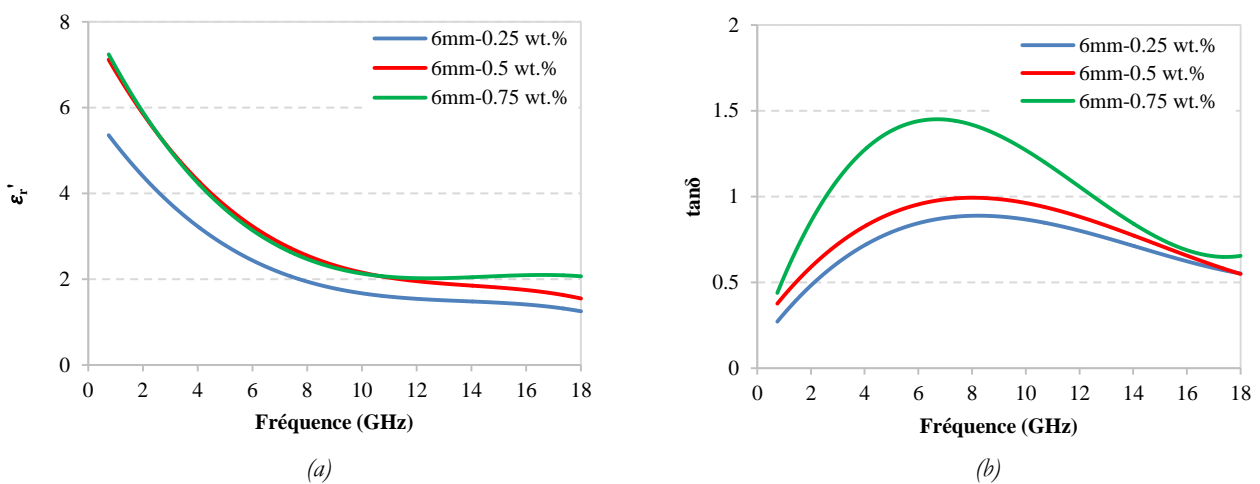 8
6
4
2
0
εr'
6mm-0.25 wt.%
6mm-0.5 wt.%
6mm-0.75 wt.%
0 2 4 6 8 10 12 14 16 18
Fréquence (GHz)
(a)
2
1.5
1
0.5
0
tanδ
6mm-0.25 wt.%
6mm-0.5 wt.%
6mm-0.75 wt.%
0 2 4 6 8 10 12 14 16 18
Fréquence (GHz)
(b)